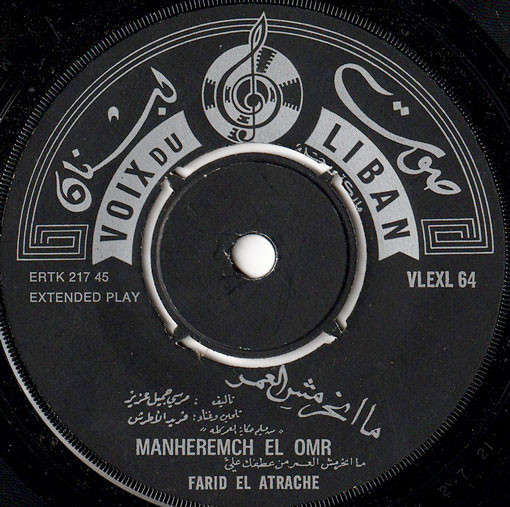 صوت لبنان
VOIX DU LIBAN
ERTK 217 45
EXTENDED PLAY
VLEXL 64
ما انحرمش العمر
تأليف : مرسي جميل عزيز
تلحين وغناء : فريد الأطرش
MANHEREMCH EL OMR
ما انحرمش العمر من عطفك عليّ
FARID EL ATRACHE